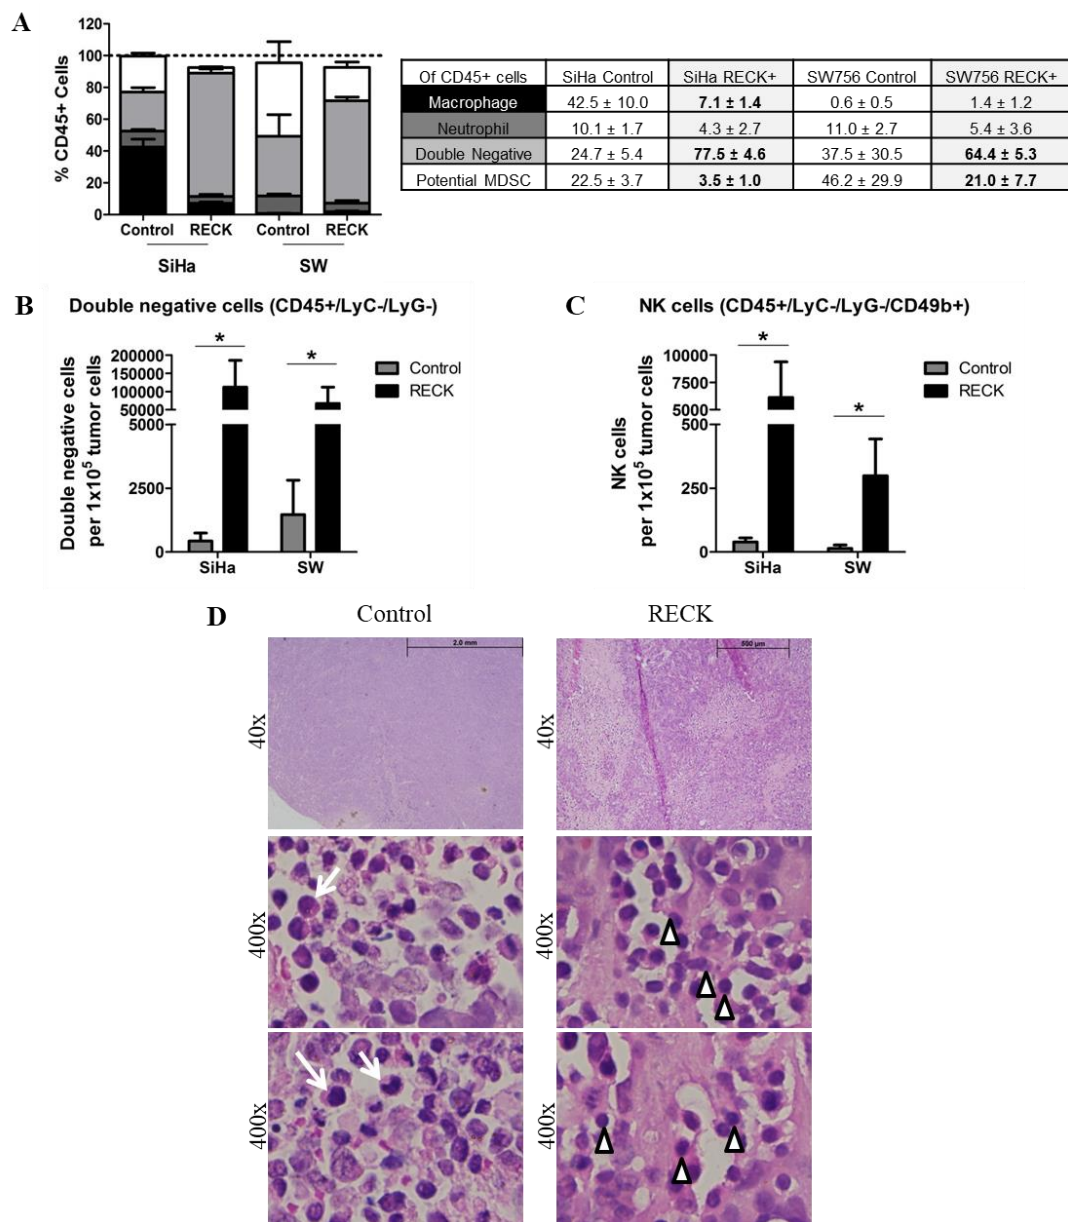 A
120
100
80
60
40
20
0
% CD45+ Cells
Control RECK Control RECK
SiHa SW
Of CD45+ cells SiHa Control SiHa RECK+ SW756 Control SW756 RECK+
Macrophage 42.5 ± 10.0 7.1 ± 1.4 0.6 ± 0.5 1.4 ± 1.2
Neutrophil 10.1 ± 1.7 4.3 ± 2.7 11.0 ± 2.7 5.4 ± 3.6
Double Negative 24.7 ± 5.4 77.5 ± 4.6 37.5 ± 30.5 64.4 ± 5.3
Potential MDSC 22.5 ± 3.7 3.5 ± 1.0 46.2 ± 29.9 21.0 ± 7.7
B
Double negative cells (CD45+/LyC-/LyG-)
Double negative cells
per 1x10⁵ tumor cells
200000
150000
100000
50000
5000
2500
0
* *
SiHa SW
Control
RECK
C
NK cells (CD45+/LyC-/LyG-/CD49b+)
NK cells
per 1x10⁵ tumor cells
10000
7500
5000
500
250
0
* *
SiHa SW
Control
RECK
D
Control RECK
40x 2.0 mm 40x 500 µm
400x 400x
400x 400x